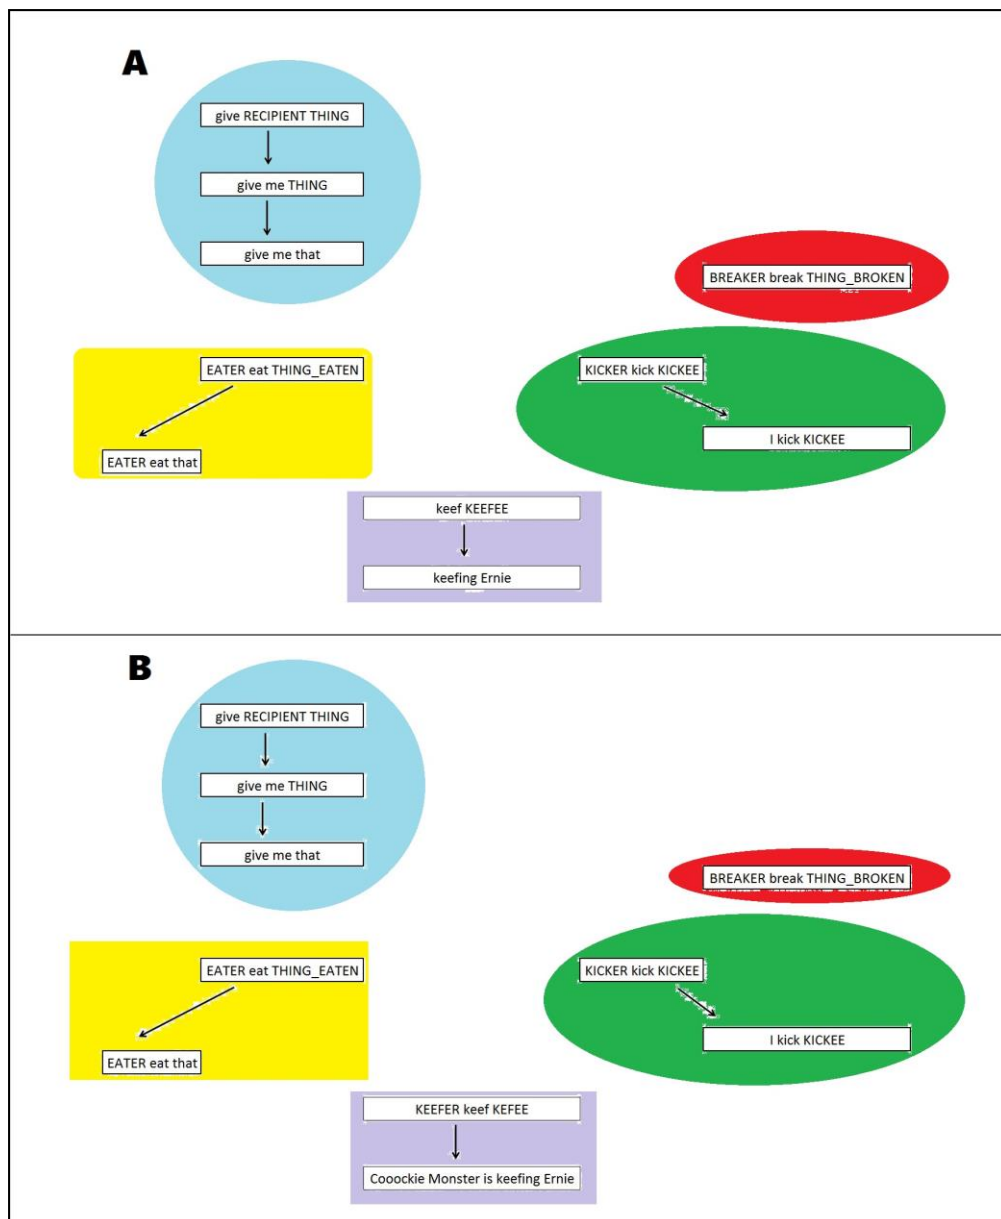 A
give RECIPIENT THING
give me THING
give me that
BREAKER break THING_BROKEN
EATER eat THING_EATEN
KICKER kick KICKEE
I kick KICKEE
EATER eat that
keef KEEFEE
keefing Ernie
B
give RECIPIENT THING
give me THING
give me that
BREAKER break THING_BROKEN
EATER eat THING_EATEN
KICKER kick KICKEE
I kick KICKEE
EATER eat that
KEEFER keef KEFEE
Cooockie Monster is keefing Ernie